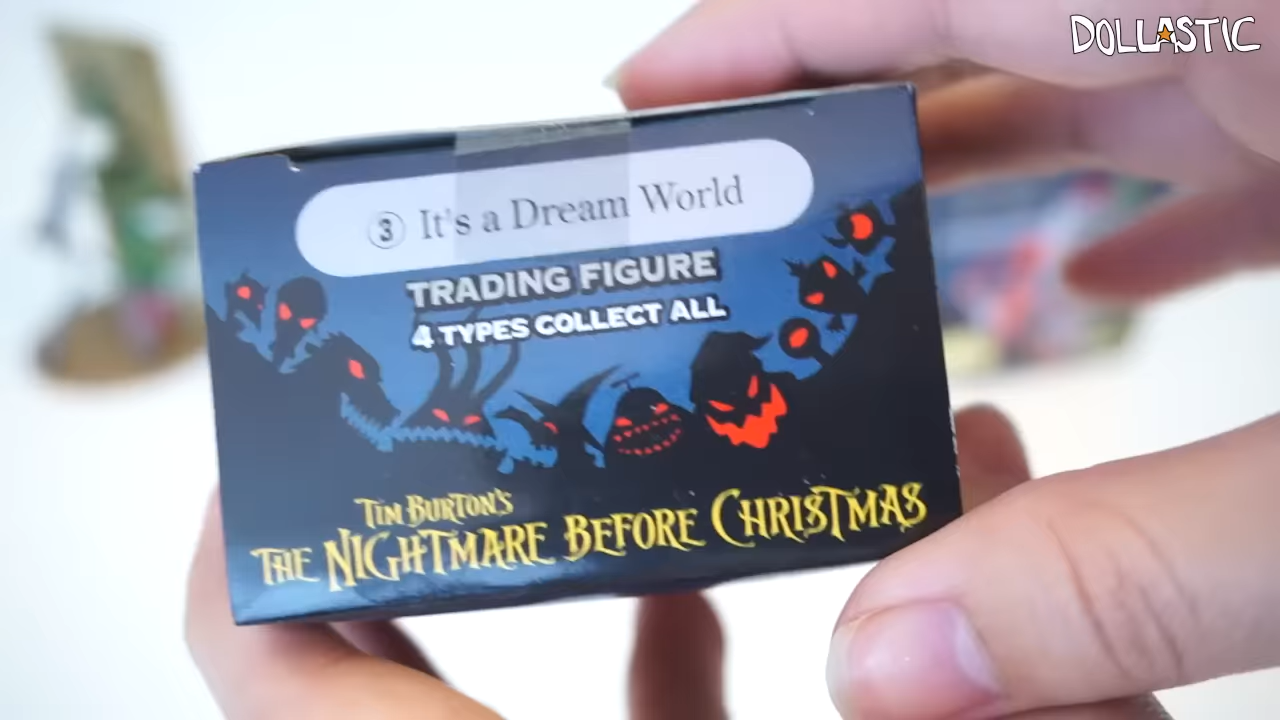 DOLLASTIC
③ It's a Dream World
TRADING FIGURE
4 TYPES COLLECT ALL
TIM BURTON'S
THE NIGHTMARE BEFORE CHRISTMAS